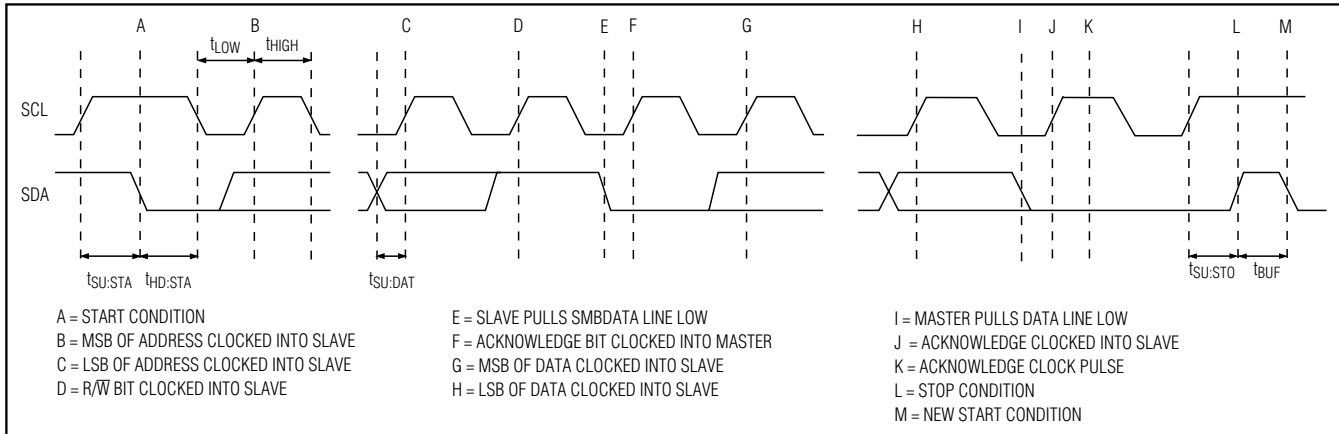 A B C D E F G H I J K L M
tLOW tHIGH
SCL
SDA
tSU:STA tHD:STA tSU:DAT tSU:STO tBUF
A = START CONDITION
B = MSB OF ADDRESS CLOCKED INTO SLAVE
C = LSB OF ADDRESS CLOCKED INTO SLAVE
D = R/W̅ BIT CLOCKED INTO SLAVE
E = SLAVE PULLS SMBDATA LINE LOW
F = ACKNOWLEDGE BIT CLOCKED INTO MASTER
G = MSB OF DATA CLOCKED INTO SLAVE
H = LSB OF DATA CLOCKED INTO SLAVE
I = MASTER PULLS DATA LINE LOW
J = ACKNOWLEDGE CLOCKED INTO SLAVE
K = ACKNOWLEDGE CLOCK PULSE
L = STOP CONDITION
M = NEW START CONDITION